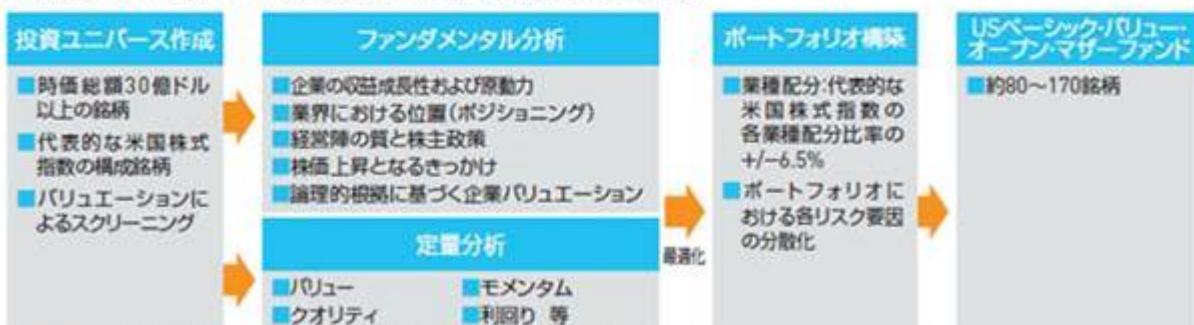 投資ユニバース作成
■時価総額30億ドル
以上の銘柄
■代表的な米国株式
指数の構成銘柄
■バリュエーションに
よるスクリーニング
ファンダメンタル分析
■企業の収益成長性および原動力
■業界における位置(ポジショニング)
■経営陣の質と株主政策
■株価上昇となるきっかけ
■論理的根拠に基づく企業バリュエーション
定量分析
■バリュー ■モメンタム
■クオリティ ■利回り 等
最適化
ポートフォリオ構築
■業種配分:代表的な
米国株式指数の
各業種配分比率の
+/−6.5%
■ポートフォリオに
おける各リスク要因
の分散化
USベーシック・バリュー・
オープン・マザーファンド
■約80〜170銘柄